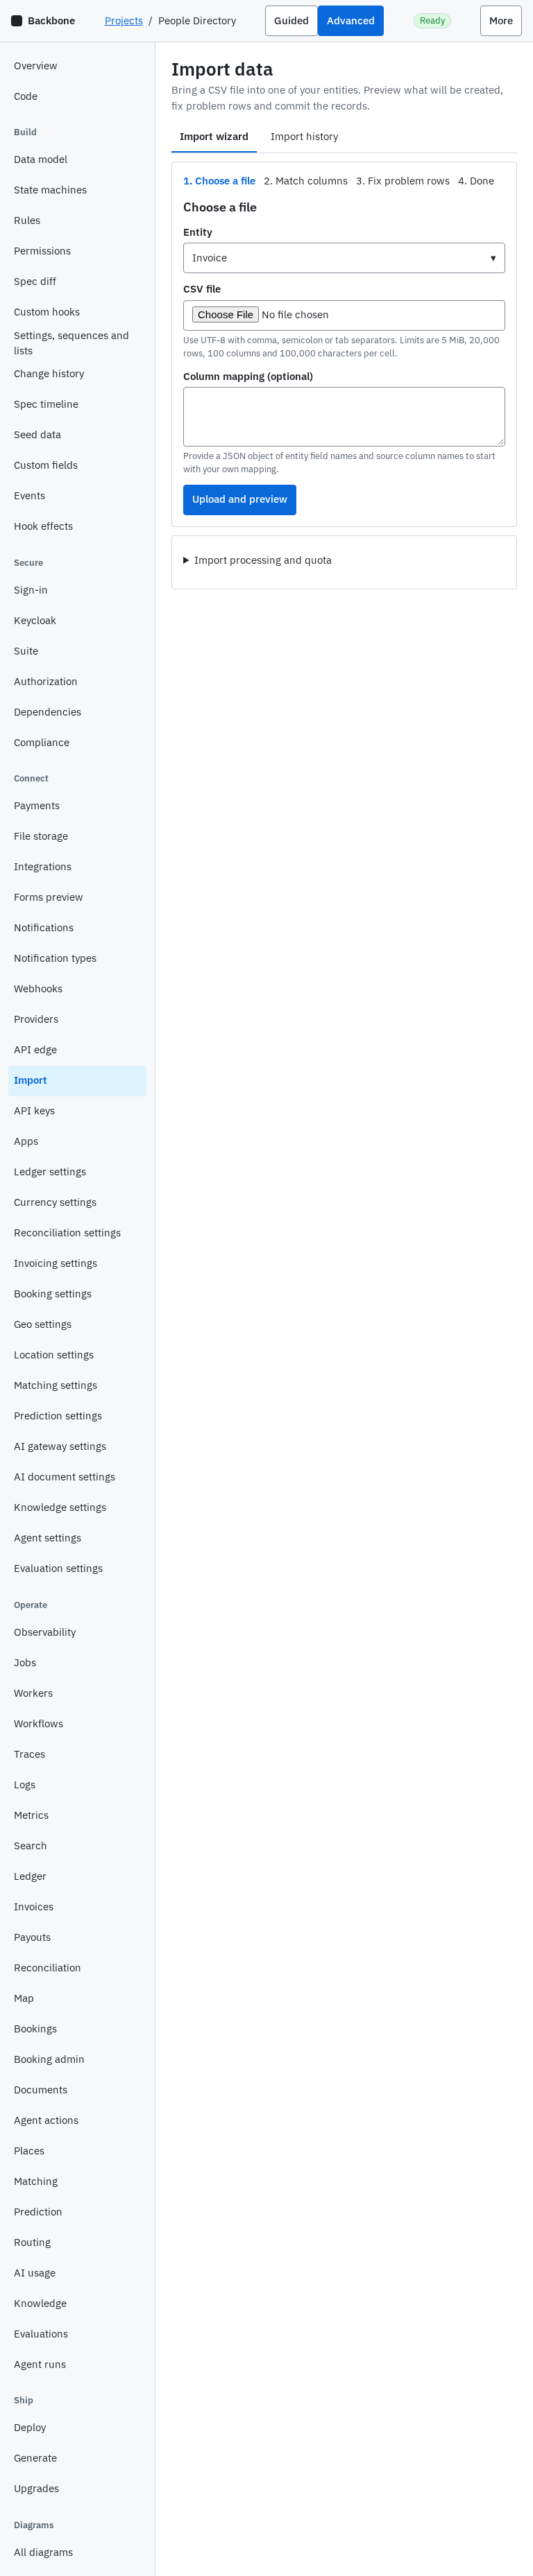 Backbone
Projects / People Directory
Guided
Advanced
Ready
More
Overview
Code
Build
Data model
State machines
Rules
Permissions
Spec diff
Custom hooks
Settings, sequences and
lists
Change history
Spec timeline
Seed data
Custom fields
Events
Hook effects
Secure
Sign-in
Keycloak
Suite
Authorization
Dependencies
Compliance
Connect
Payments
File storage
Integrations
Forms preview
Notifications
Notification types
Webhooks
Providers
API edge
Import
API keys
Apps
Ledger settings
Currency settings
Reconciliation settings
Invoicing settings
Booking settings
Geo settings
Location settings
Matching settings
Prediction settings
AI gateway settings
AI document settings
Knowledge settings
Agent settings
Evaluation settings
Operate
Observability
Jobs
Workers
Workflows
Traces
Logs
Metrics
Search
Ledger
Invoices
Payouts
Reconciliation
Map
Bookings
Booking admin
Documents
Agent actions
Places
Matching
Prediction
Routing
AI usage
Knowledge
Evaluations
Agent runs
Ship
Deploy
Generate
Upgrades
Diagrams
All diagrams
Import data
Bring a CSV file into one of your entities. Preview what will be created,
fix problem rows and commit the records.
Import wizard
Import history
1. Choose a file 2. Match columns 3. Fix problem rows 4. Done
Choose a file
Entity
Invoice
CSV file
Choose File No file chosen
Use UTF-8 with comma, semicolon or tab separators. Limits are 5 MiB, 20,000
rows, 100 columns and 100,000 characters per cell.
Column mapping (optional)
Provide a JSON object of entity field names and source column names to start
with your own mapping.
Upload and preview
Import processing and quota